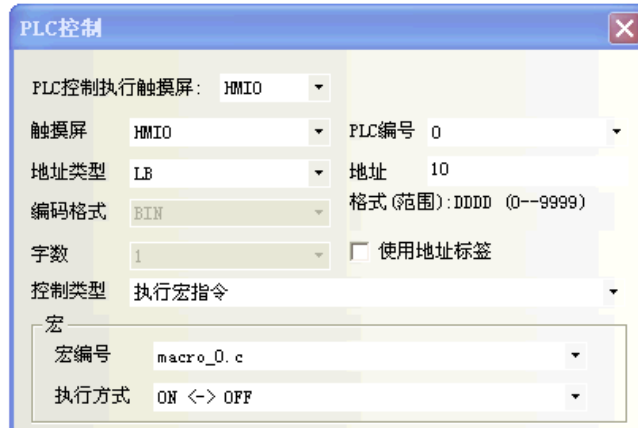 PLC控制
PLC控制执行触摸屏: HMI0
触摸屏 HMI0 PLC编号 0
地址类型 LB 地址 10
编码格式 BIN 格式(范围):DDDD (0--9999)
字数 1 使用地址标签
控制类型 执行宏指令
宏
宏编号 macro_0.c
执行方式 ON <-> OFF